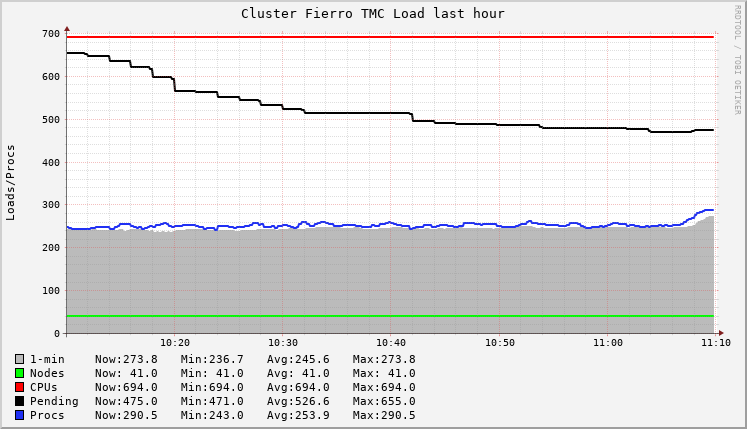 Cluster Fierro TMC Load last hour
RRDTOOL / TOBI OETIKER
Loads/Procs
700
600
500
400
300
200
100
0
10:20 10:30 10:40 10:50 11:00 11:10
1-min Now:273.8 Min:236.7 Avg:245.6 Max:273.8
Nodes Now: 41.0 Min: 41.0 Avg: 41.0 Max: 41.0
CPUs Now:694.0 Min:694.0 Avg:694.0 Max:694.0
Pending Now:475.0 Min:471.0 Avg:526.6 Max:655.0
Procs Now:290.5 Min:243.0 Avg:253.9 Max:290.5